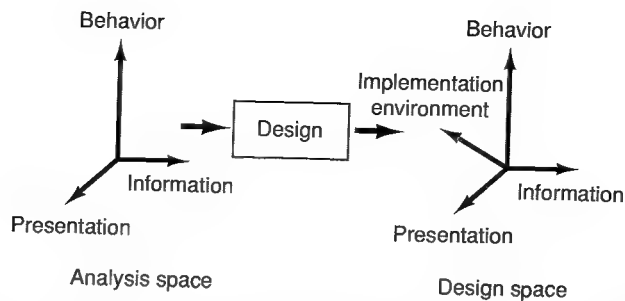 Behavior
Information
Presentation
Analysis space
Design
Behavior
Implementation
environment
Information
Presentation
Design space